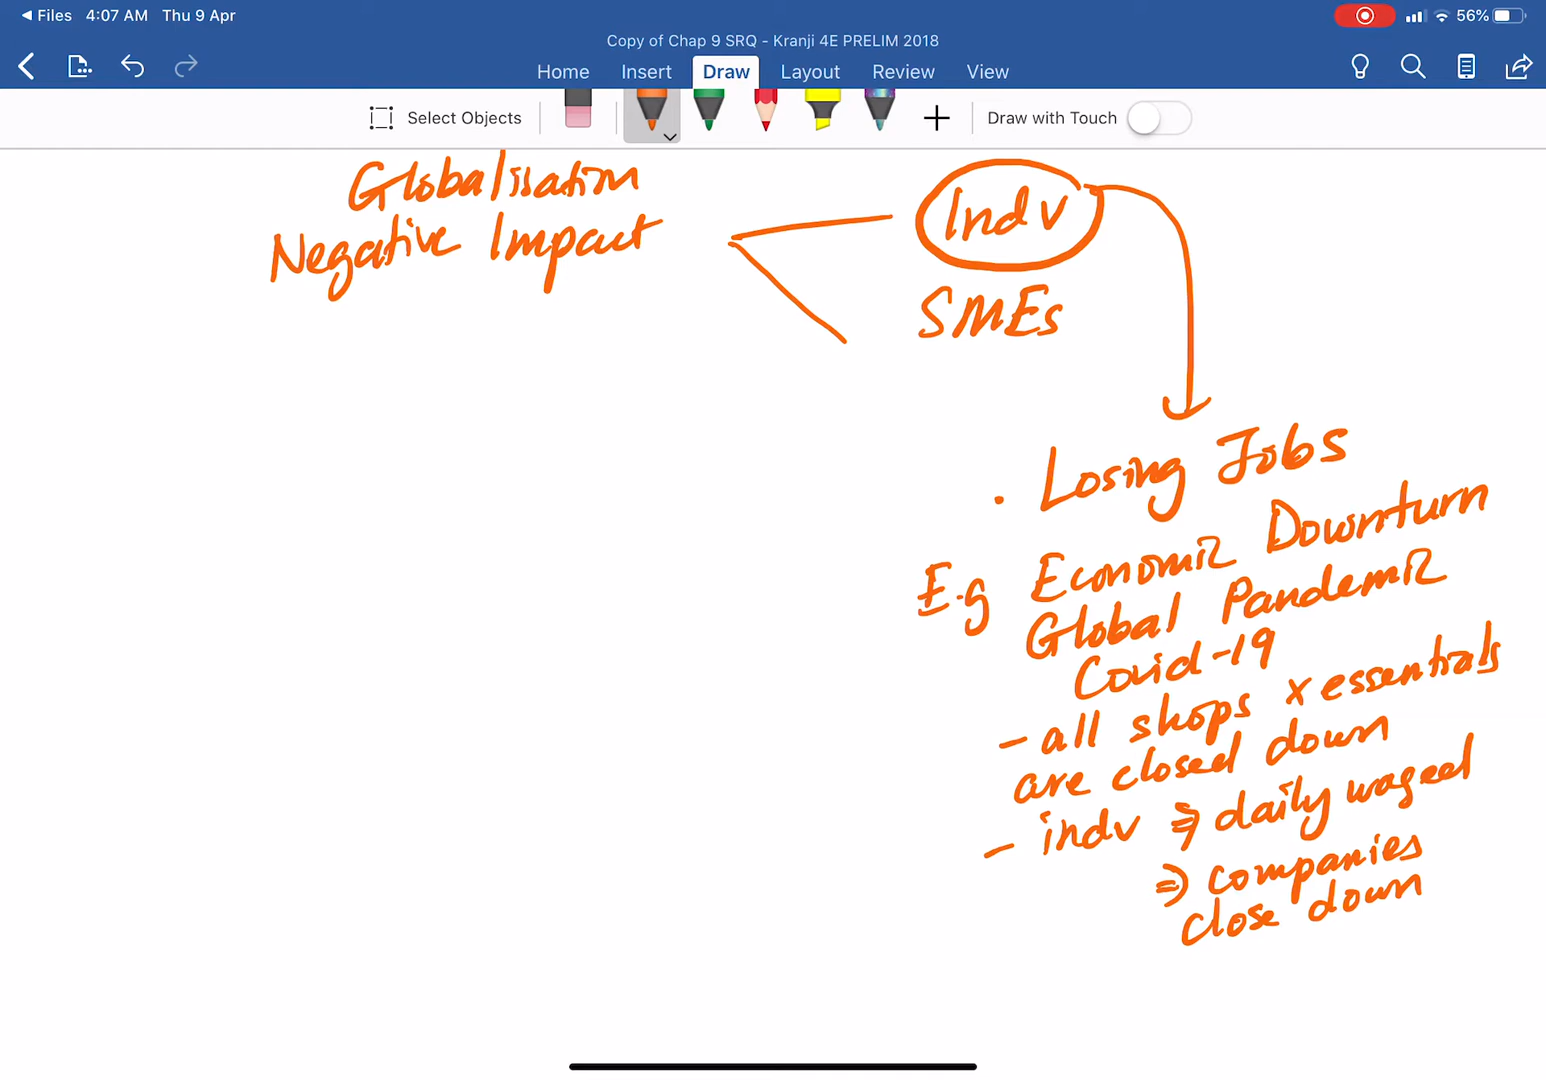 Files 4:07 AM Thu 9 Apr 56%
Copy of Chap 9 SRQ - Kranji 4E PRELIM 2018
Home Insert Draw Layout Review View
Select Objects Draw with Touch
Globalisation
Negative Impact
Indv
SMEs
. Losing Jobs
E.g Economic Downturn
Global Pandemic
Covid-19
- all shops x essentials
are closed down
- indv ⇒ daily waged
⇒ companies
close down